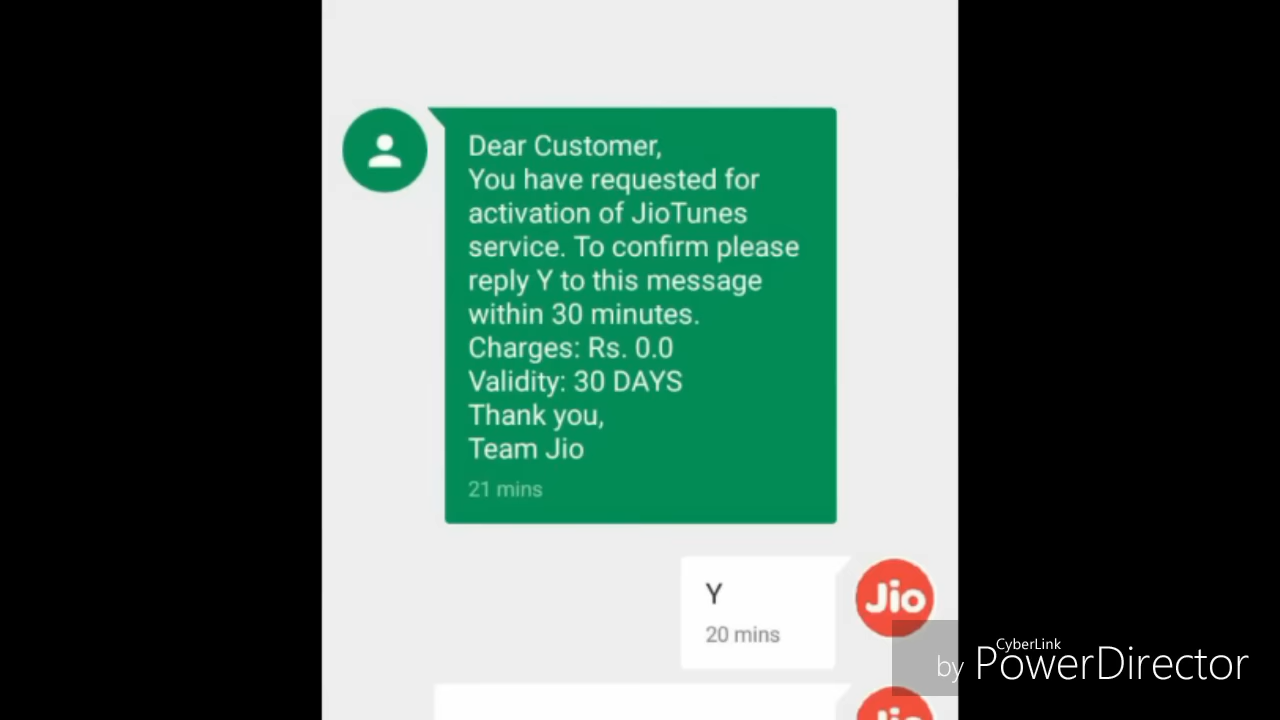 Dear Customer,
You have requested for
activation of JioTunes
service. To confirm please
reply Y to this message
within 30 minutes.
Charges: Rs. 0.0
Validity: 30 DAYS
Thank you,
Team Jio
21 mins
Y
20 mins
Jio
CyberLink
by PowerDirector
Jio